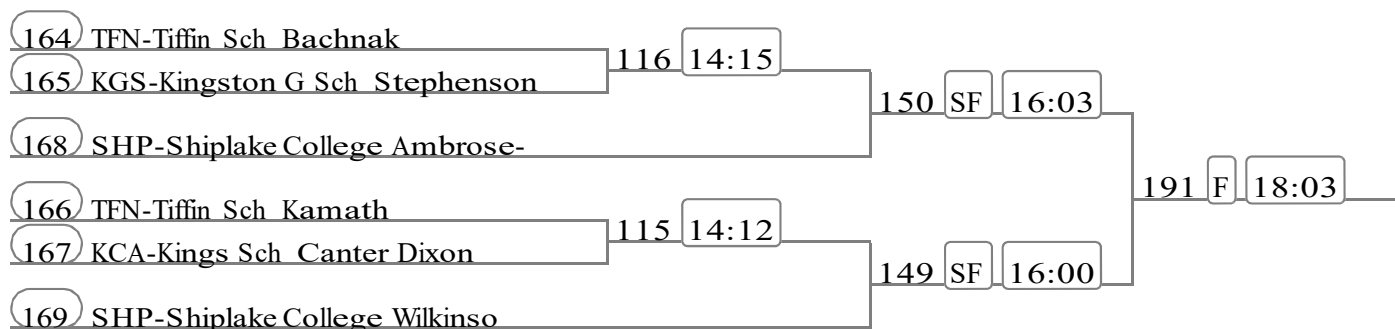 164 TFN-Tiffin Sch Bachnak
116 14:15
165 KGS-Kingston G Sch Stephenson
150 SF 16:03
168 SHP-Shiplake College Ambrose-
191 F 18:03
166 TFN-Tiffin Sch Kamath
115 14:12
167 KCA-Kings Sch Canter Dixon
149 SF 16:00
169 SHP-Shiplake College Wilkinso